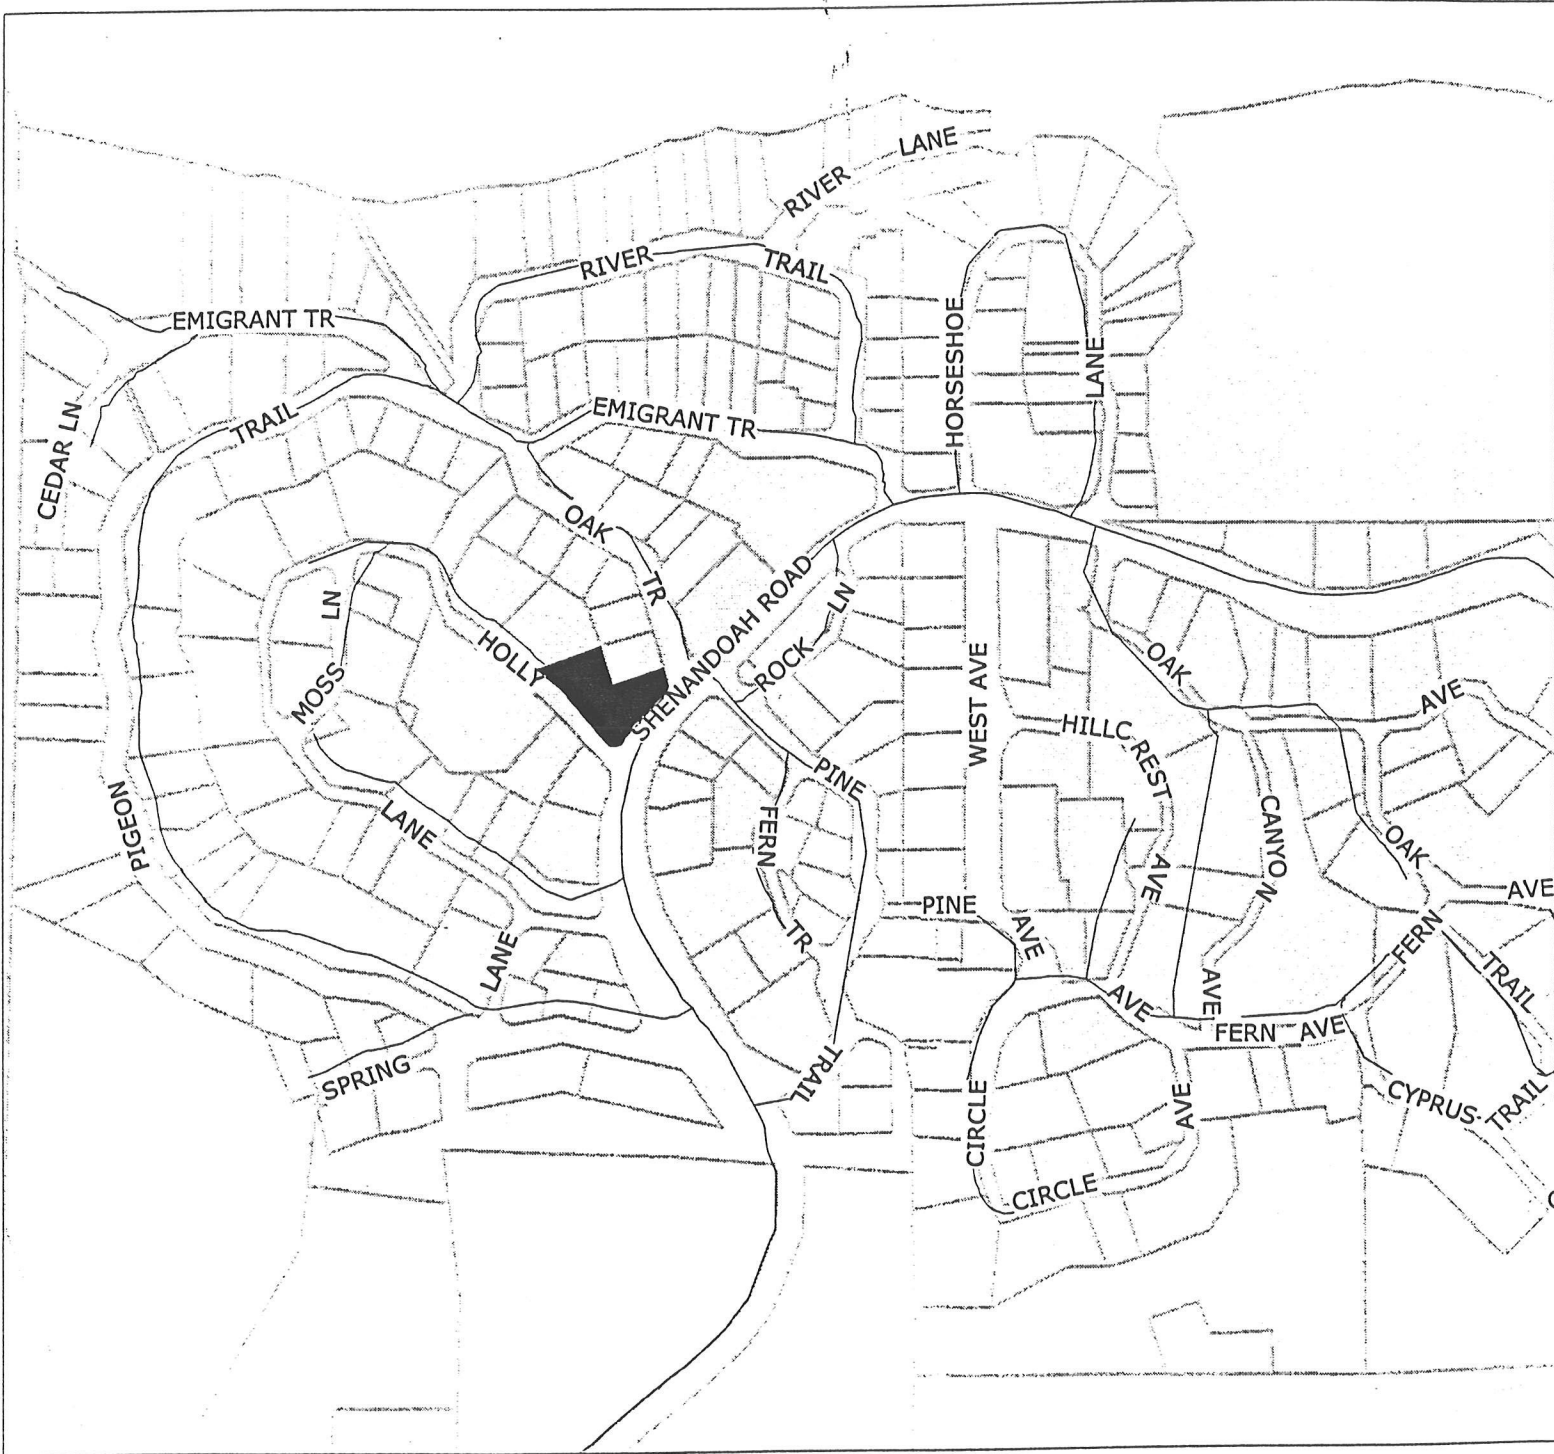 LANE
RIVER
RIVER
TRAIL
EMIGRANT TR
HORSESHOE
LANE
TRAIL
EMIGRANT TR
CEDAR LN
OAK
TR
LN
SHENANDOAH ROAD
LN
HOLLY
ROCK
MOSS
WEST AVE
OAK
AVE
HILLC REST
PIGEON
LANE
PINE
FERN
AVE
CANYO N
OAK
AVE
PINE
AVE
TR
LANE
FERN
TRAIL
AVE
AVE
FERN AVE
SPRING
TRAIL
CIRCLE
AVE
CYPRUS
TRAIL
CIRCLE